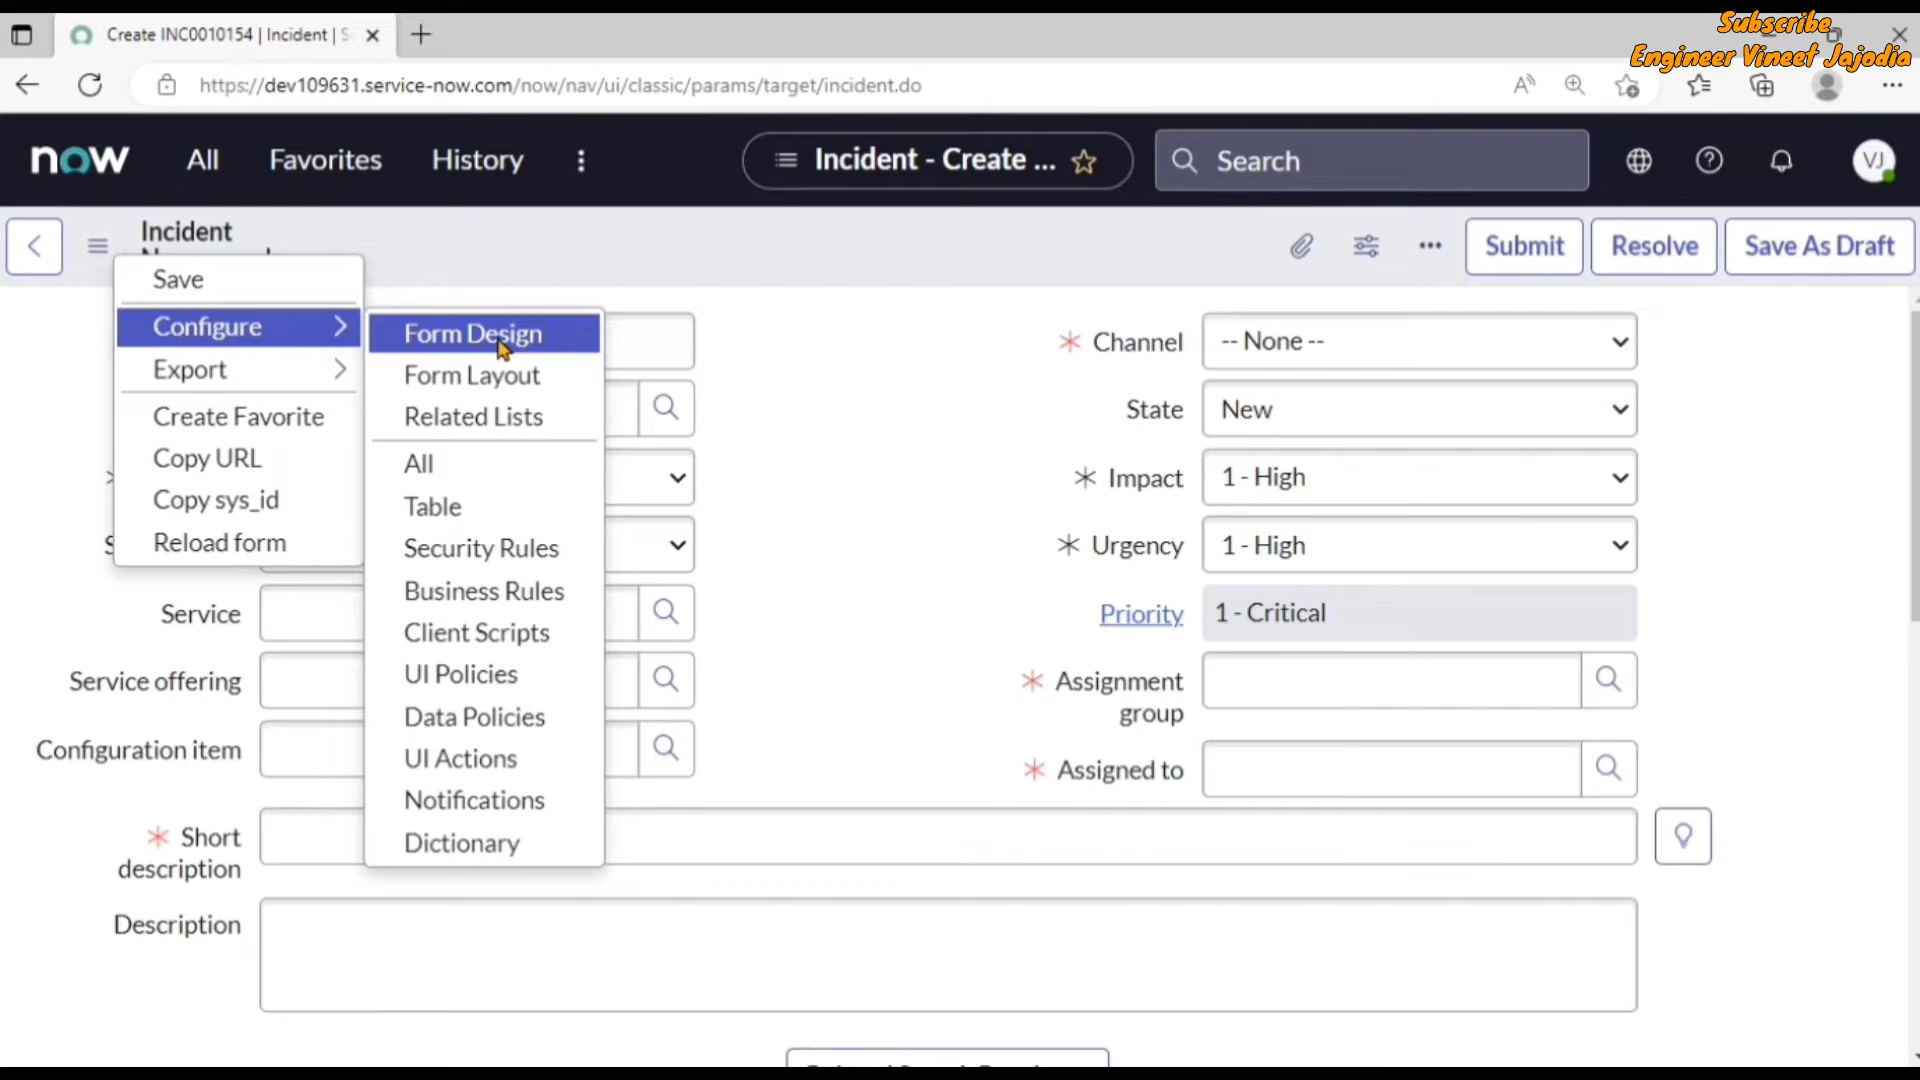 Create INC0010154 | Incident | S
Subscribe
Engineer Vineet Jajodia
https://dev109631.service-now.com/now/nav/ui/classic/params/target/incident.do
now
All
Favorites
History
Incident - Create ...
Search
VJ
Incident
Submit
Resolve
Save As Draft
Save
Configure
Export
Create Favorite
Copy URL
Copy sys_id
Reload form
Form Design
Form Layout
Related Lists
All
Table
Security Rules
Business Rules
Client Scripts
UI Policies
Data Policies
UI Actions
Notifications
Dictionary
Service
Service offering
Configuration item
Channel
-- None --
State
New
Impact
1 - High
Urgency
1 - High
Priority
1 - Critical
Assignment
group
Assigned to
Short
description
Description